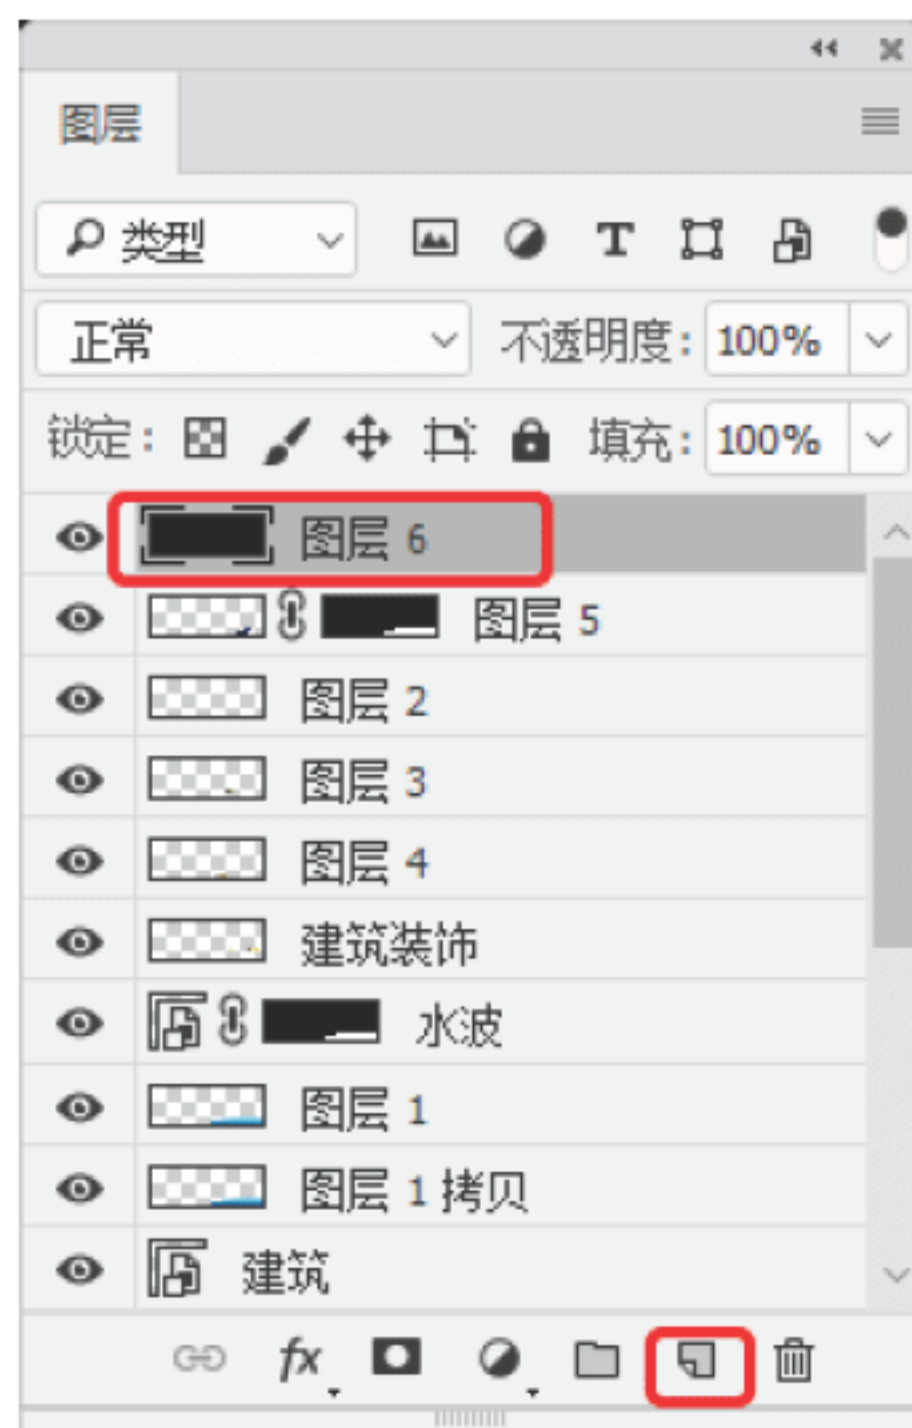 图层
类型 T
正常 不透明度: 100%
锁定: 填充: 100%
图层 6
图层 5
图层 2
图层 3
图层 4
建筑装饰
水波
图层 1
图层 1 拷贝
建筑
fx